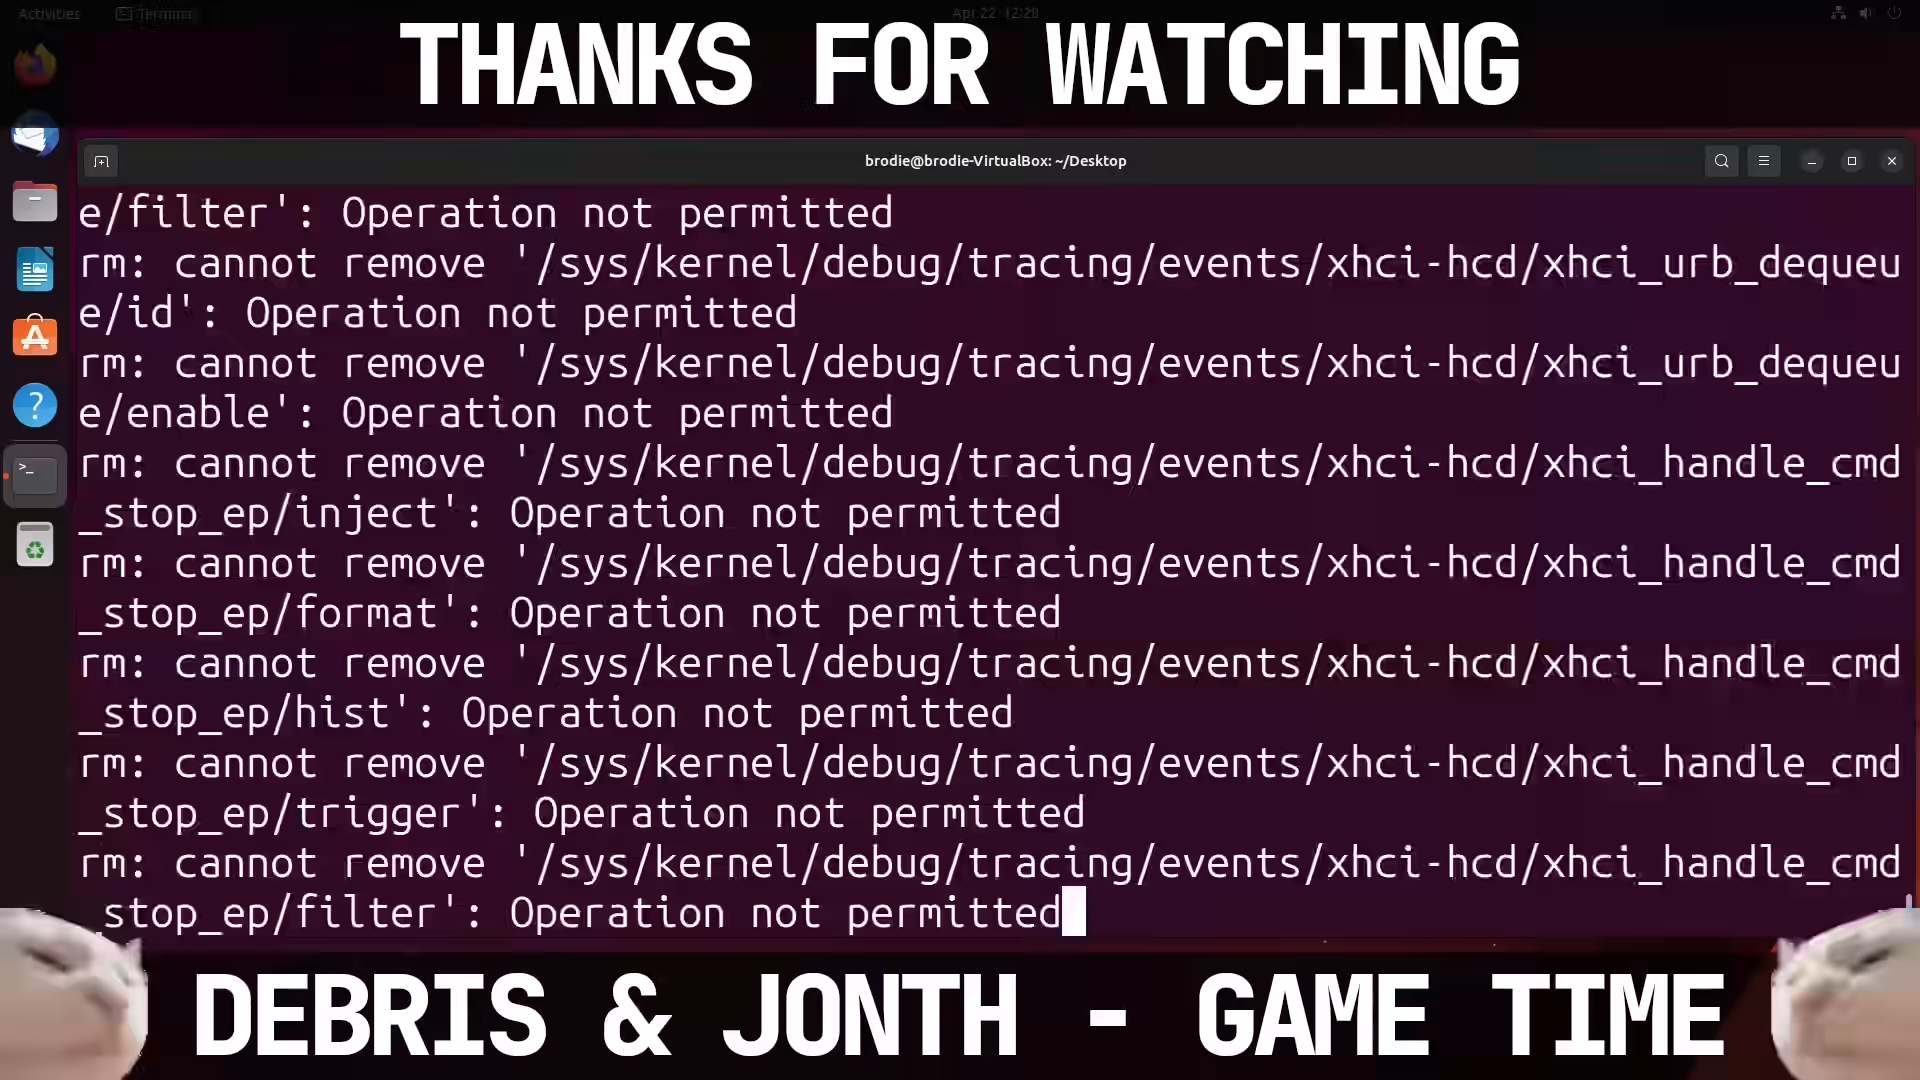 Activities
Terminal
Apr 22 12:28
THANKS FOR WATCHING
brodie@brodie-VirtualBox: ~/Desktop
e/filter': Operation not permitted
rm: cannot remove '/sys/kernel/debug/tracing/events/xhci-hcd/xhci_urb_dequeu
e/id': Operation not permitted
rm: cannot remove '/sys/kernel/debug/tracing/events/xhci-hcd/xhci_urb_dequeu
e/enable': Operation not permitted
rm: cannot remove '/sys/kernel/debug/tracing/events/xhci-hcd/xhci_handle_cmd
_stop_ep/inject': Operation not permitted
rm: cannot remove '/sys/kernel/debug/tracing/events/xhci-hcd/xhci_handle_cmd
_stop_ep/format': Operation not permitted
rm: cannot remove '/sys/kernel/debug/tracing/events/xhci-hcd/xhci_handle_cmd
_stop_ep/hist': Operation not permitted
rm: cannot remove '/sys/kernel/debug/tracing/events/xhci-hcd/xhci_handle_cmd
_stop_ep/trigger': Operation not permitted
rm: cannot remove '/sys/kernel/debug/tracing/events/xhci-hcd/xhci_handle_cmd
_stop_ep/filter': Operation not permitted
DEBRIS & JONTH - GAME TIME